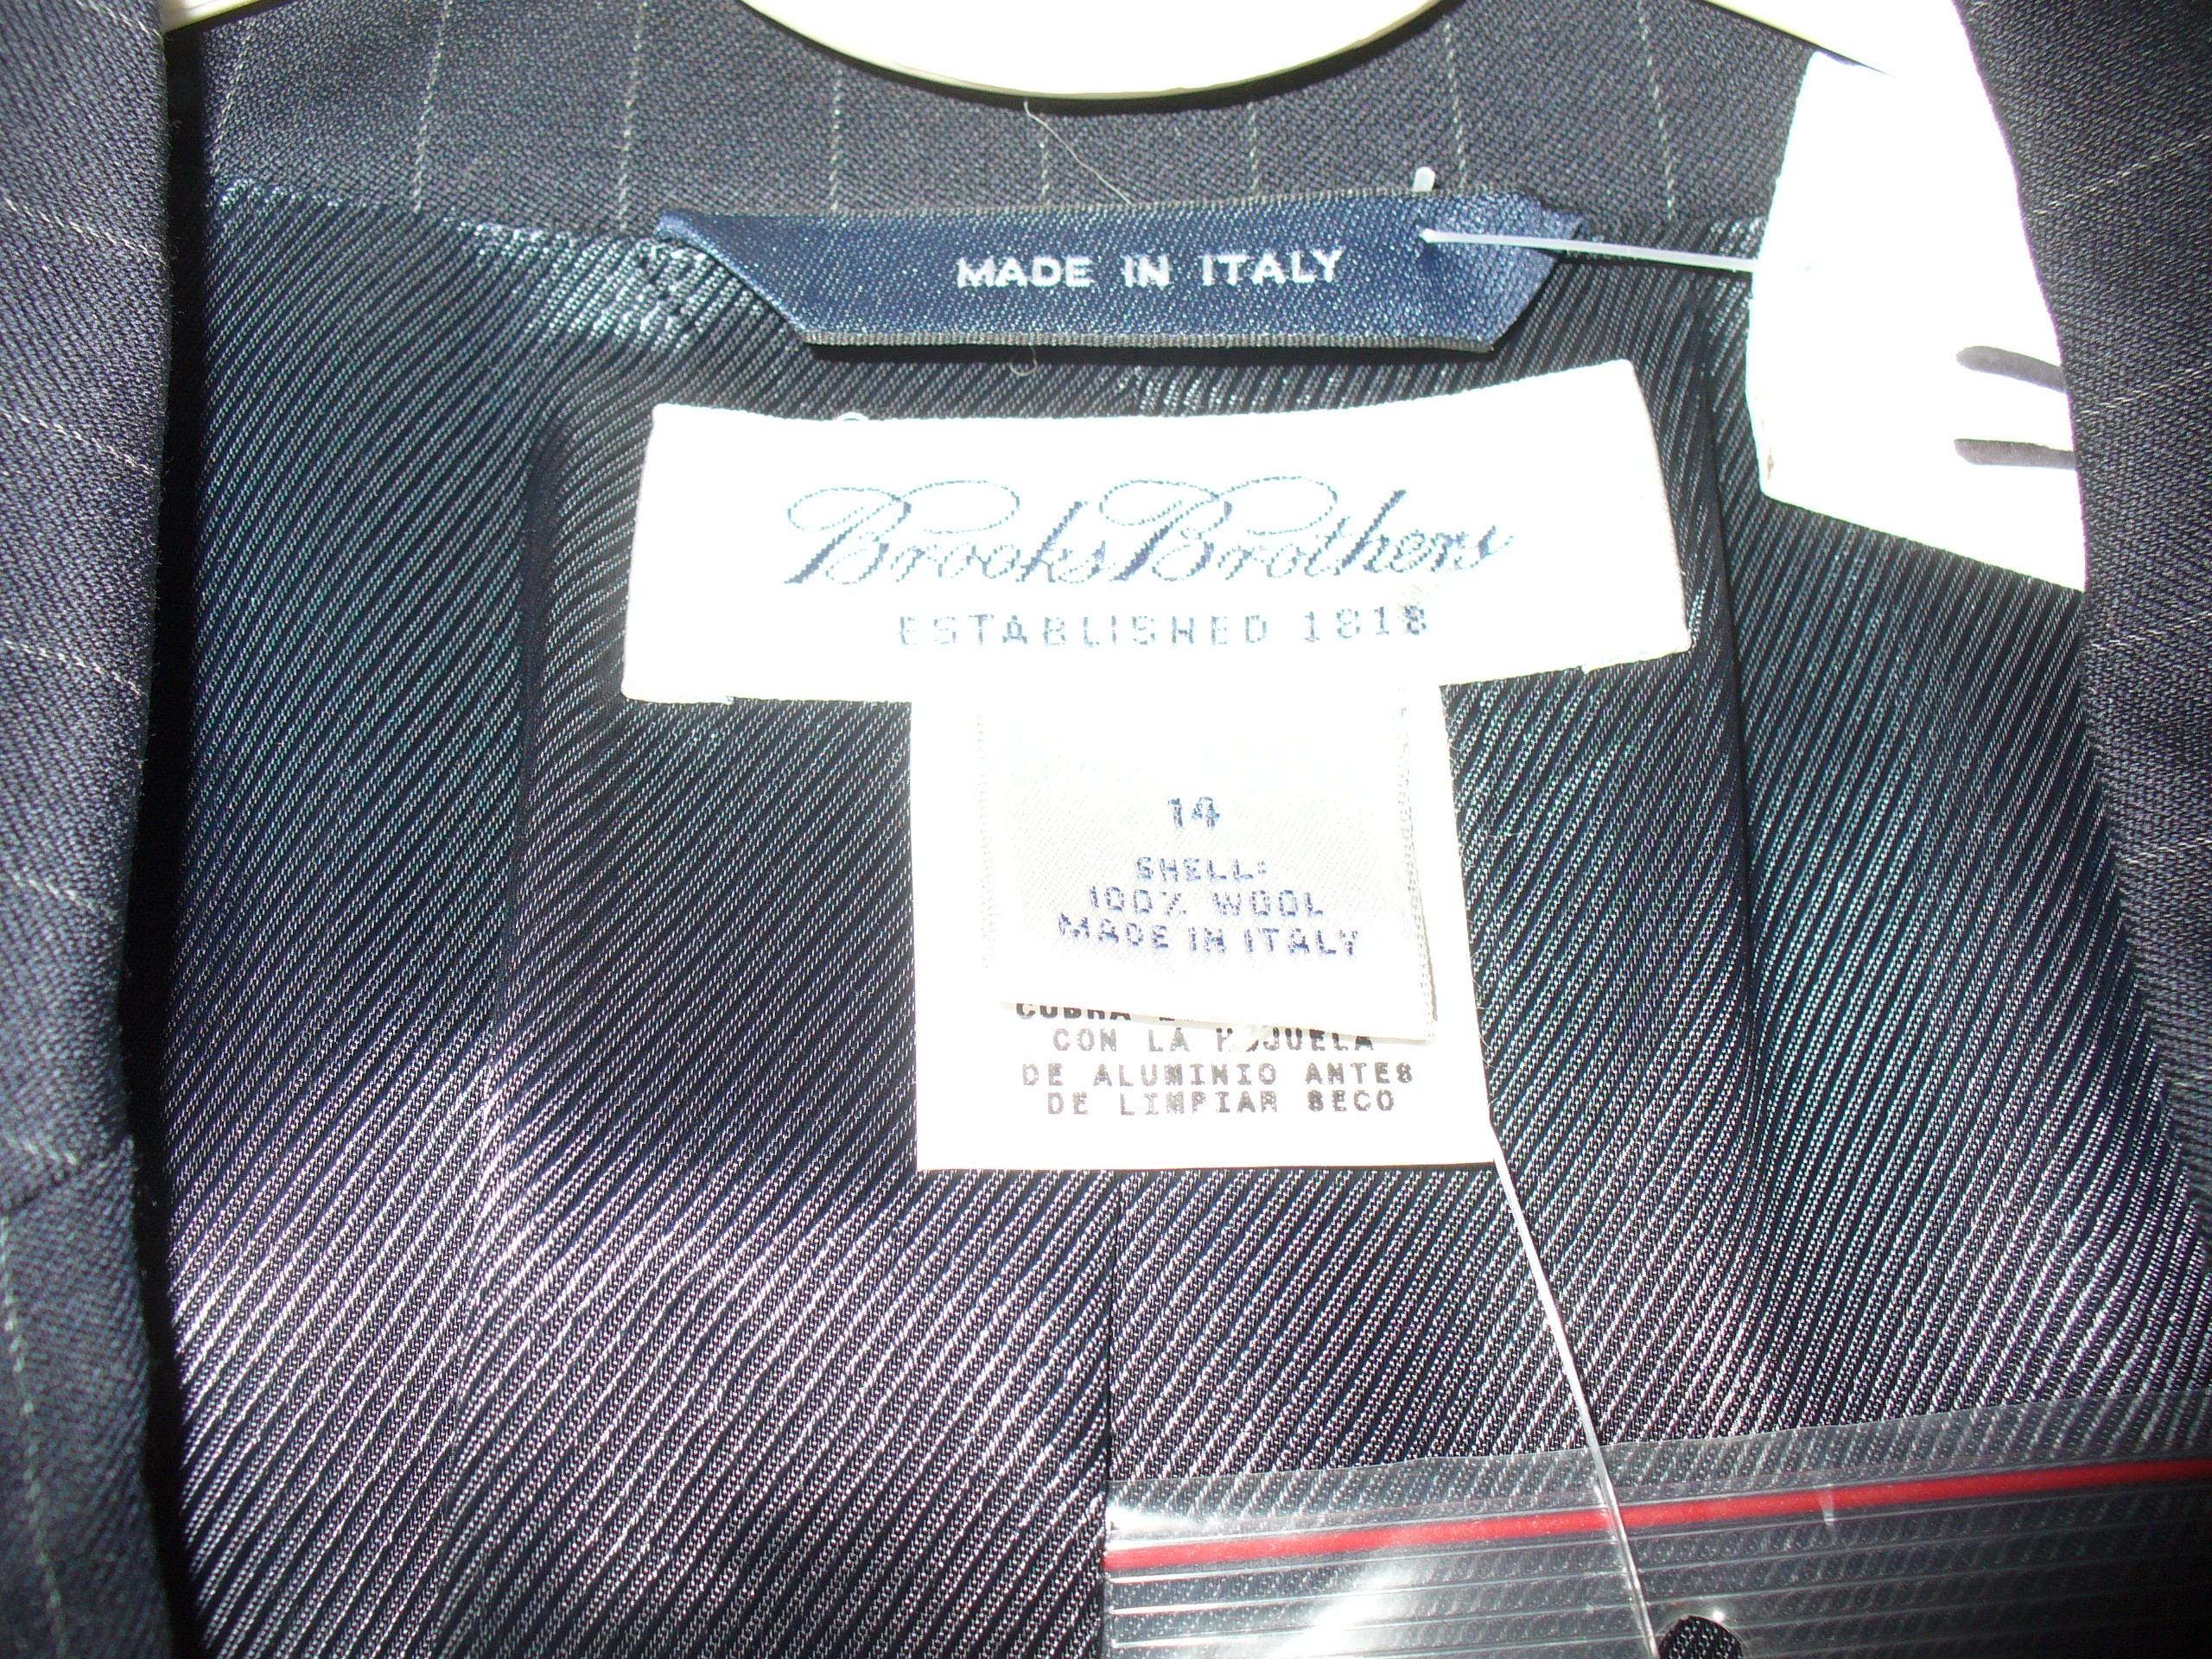 MADE IN ITALY
Brooks Brothers
ESTABLISHED 1818
14
SHELL:
100% WOOL
MADE IN ITALY
CUBRA
CON LA
DE ALUMINIO ANTES
DE LIMPIAR SECO